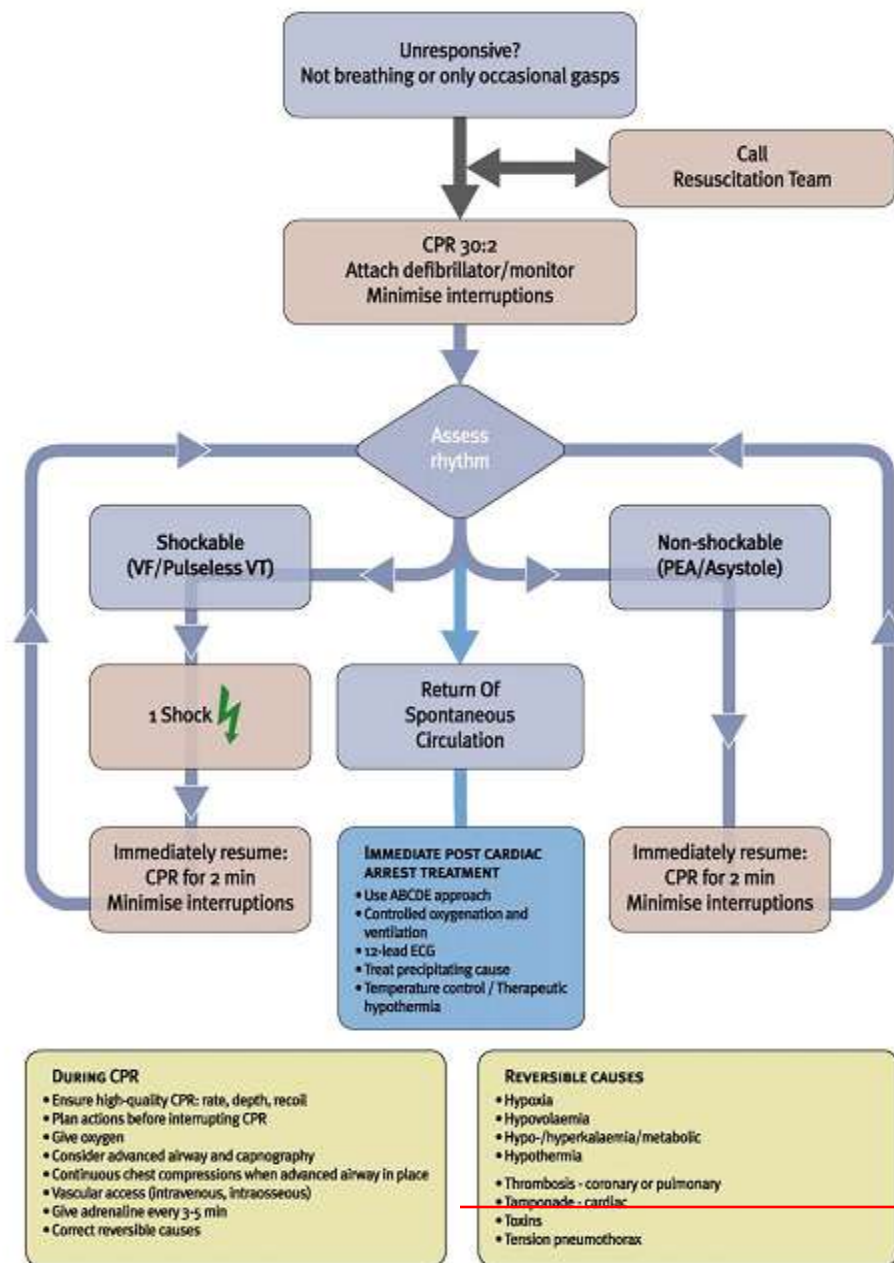 Unresponsive?
Not breathing or only occasional gasps
Call
Resuscitation Team
CPR 30:2
Attach defibrillator/monitor
Minimise interruptions
Assess
rhythm
Shockable
(VF/Pulseless VT)
Non-shockable
(PEA/Asystole)
1 Shock
Return Of
Spontaneous
Circulation
Immediately resume:
CPR for 2 min
Minimise interruptions
IMMEDIATE POST CARDIAC
ARREST TREATMENT
• Use ABCDE approach
• Controlled oxygenation and
ventilation
• 12-lead ECG
• Treat precipitating cause
• Temperature control / Therapeutic
hypothermia
Immediately resume:
CPR for 2 min
Minimise interruptions
DURING CPR
• Ensure high-quality CPR: rate, depth, recoil
• Plan actions before interrupting CPR
• Give oxygen
• Consider advanced airway and capnography
• Continuous chest compressions when advanced airway in place
• Vascular access (intravenous, intraosseous)
• Give adrenaline every 3-5 min
• Correct reversible causes
REVERSIBLE CAUSES
• Hypoxia
• Hypovolaemia
• Hypo-/hyperkalaemia/metabolic
• Hypothermia
• Thrombosis - coronary or pulmonary
• Tamponade - cardiac
• Toxins
• Tension pneumothorax